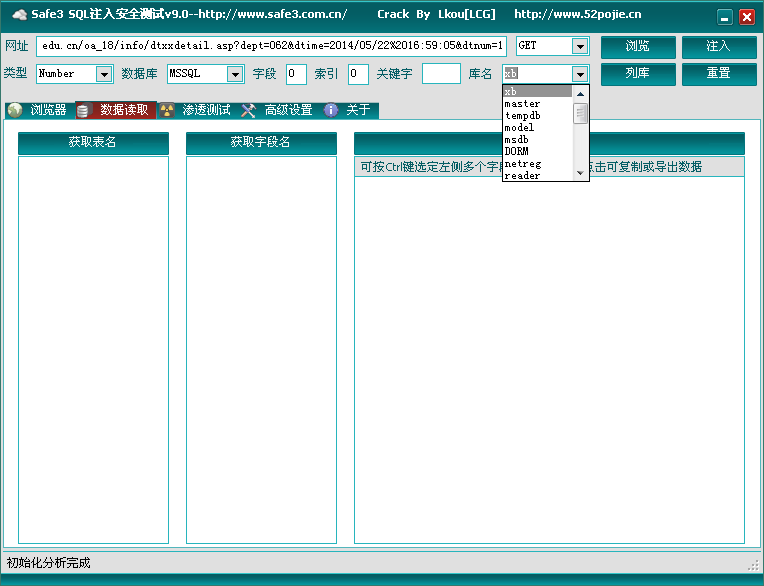 Safe3 SQL注入安全测试v9.0--http://www.safe3.com.cn/ Crack By Lkou[LCG] http://www.52pojie.cn
网址 edu.cn/oa_18/info/dtxxdetail.asp?dept=062&dtime=2014/05/22%2016:59:05&dtnum=1 GET 浏览 注入
类型 Number 数据库 MSSQL 字段 0 索引 0 关键字 库名 xb 列库 重置
xb
master
tempdb
model
msdb
DORM
netreg
reader
浏览器 数据读取 渗透测试 高级设置 关于
获取表名 获取字段名
可按Ctrl键选定左侧多个字 点击可复制或导出数据
初始化分析完成